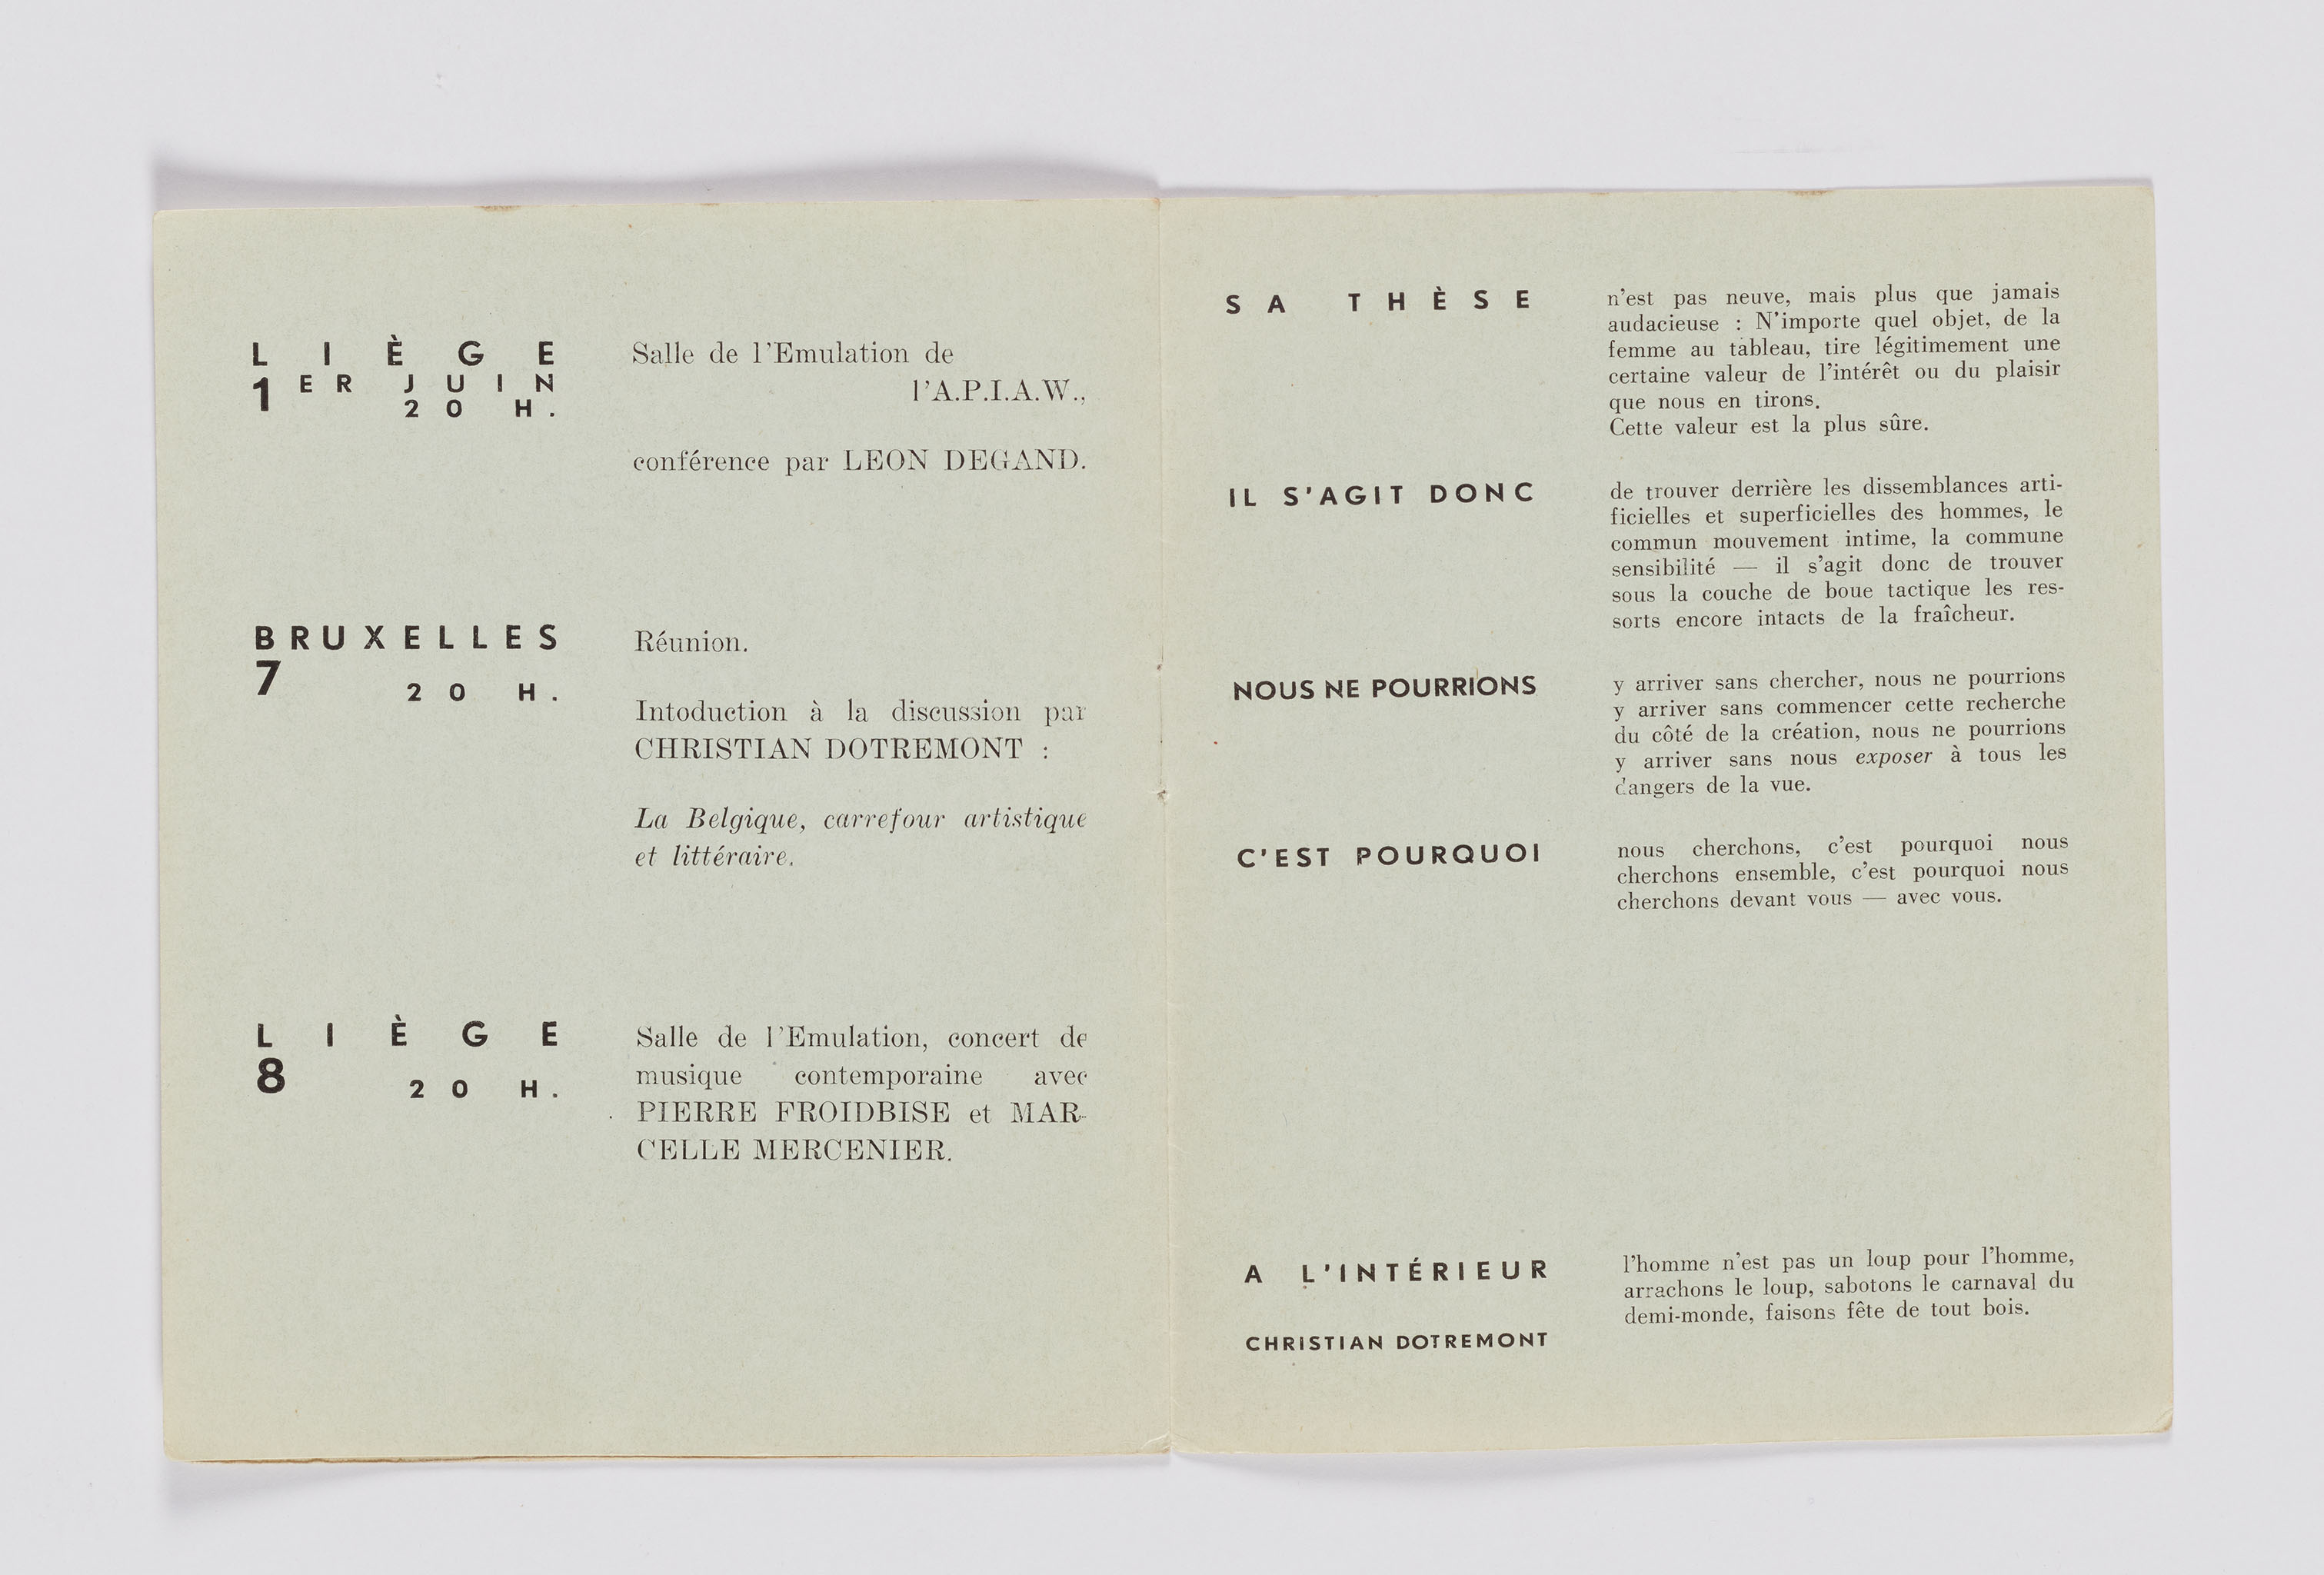 LIÈGE
1ER JUIN
20 H.
Salle de l'Emulation de
l'A.P.I.A.W.,
conférence par LEON DEGAND.
BRUXELLES
7 20 H.
Réunion.
Intoduction à la discussion par
CHRISTIAN DOTREMONT :
La Belgique, carrefour artistique
et littéraire.
LIÈGE
8 20 H.
Salle de l'Emulation, concert de
musique contemporaine avec
PIERRE FROIDBISE et MAR-
CELLE MERCENIER.
SA THÈSE
n'est pas neuve, mais plus que jamais
audacieuse : N'importe quel objet, de la
femme au tableau, tire légitimement une
certaine valeur de l'intérêt ou du plaisir
que nous en tirons.
Cette valeur est la plus sûre.
IL S'AGIT DONC
de trouver derrière les dissemblances arti-
ficielles et superficielles des hommes, le
commun mouvement intime, la commune
sensibilité — il s'agit donc de trouver
sous la couche de boue tactique les res-
sorts encore intacts de la fraîcheur.
NOUS NE POURRIONS
y arriver sans chercher, nous ne pourrions
y arriver sans commencer cette recherche
du côté de la création, nous ne pourrions
y arriver sans nous exposer à tous les
dangers de la vue.
C'EST POURQUOI
nous cherchons, c'est pourquoi nous
cherchons ensemble, c'est pourquoi nous
cherchons devant vous — avec vous.
A L'INTÉRIEUR
l'homme n'est pas un loup pour l'homme,
arrachons le loup, sabotons le carnaval du
demi-monde, faisons fête de tout bois.
CHRISTIAN DOTREMONT